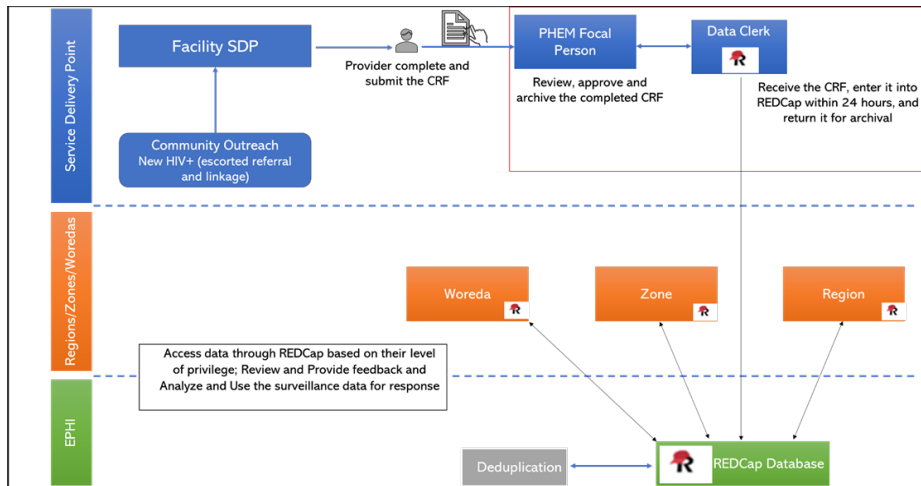 Service Delivery Point
Facility SDP
Provider complete and
submit the CRF
PHEM Focal
Person
Data Clerk
R
Review, approve and
archive the completed CRF
Receive the CRF, enter it into
REDCap within 24 hours, and
return it for archival
Community Outreach
New HIV+ (escorted referral
and linkage)
Regions/Zones/Woredas
Woreda
R
Zone
R
Region
R
Access data through REDCap based on their level
of privilege; Review and Provide feedback and
Analyze and Use the surveillance data for response
EPHI
Deduplication
R
REDCap Database